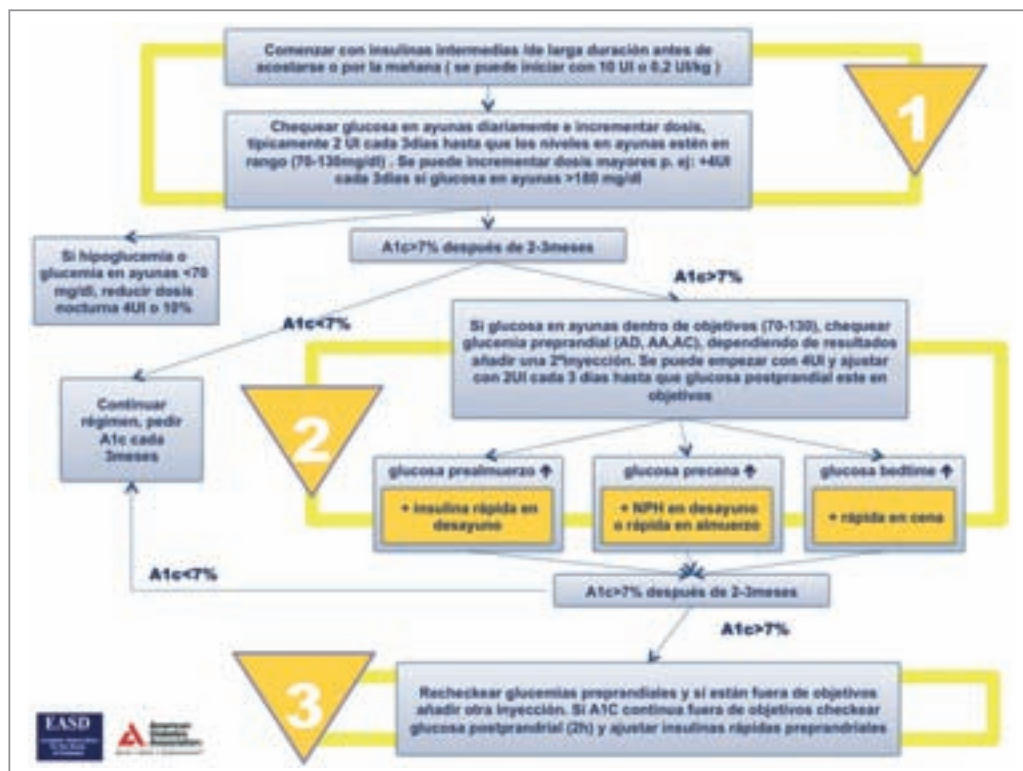 Comenzar con insulinas intermedias /de larga duración antes de
acostarse o por la mañana ( se puede iniciar con 10 UI o 0,2 UI/kg )
1
Chequear glucosa en ayunas diariamente e incrementar dosis,
típicamente 2 UI cada 3dias hasta que los niveles en ayunas estén en
rango (70-130mg/dl) . Se puede incrementar dosis mayores p. ej: +4UI
cada 3dias si glucosa en ayunas >180 mg/dl
Si hipoglucemia o
glucemia en ayunas <70
mg/dl, reducir dosis
nocturna 4UI o 10%
A1c>7% después de 2-3meses
A1c<7%
A1c>7%
Si glucosa en ayunas dentro de objetivos (70-130), chequear
glucemia preprandial (AD, AA,AC), dependiendo de resultados
añadir una 2ªinyección. Se puede empezar con 4UI y ajustar
con 2UI cada 3 dias hasta que glucosa postprandial este en
objetivos
Continuar
régimen, pedir
A1c cada
3meses
2
glucosa prealmuerzo
+ insulina rápida en
desayuno
glucosa precena
+ NPH en desayuno
o rápida en almuerzo
glucosa bedtime
+ rápida en cena
A1c<7%
A1c>7% después de 2-3meses
A1c>7%
3
Recheckear glucemias preprandiales y si están fuera de objetivos
añadir otra inyección. Si A1C continua fuera de objetivos checkear
glucosa postprandrial (2h) y ajustar insulinas rápidas preprandriales
EASD
American
Diabetes
Association